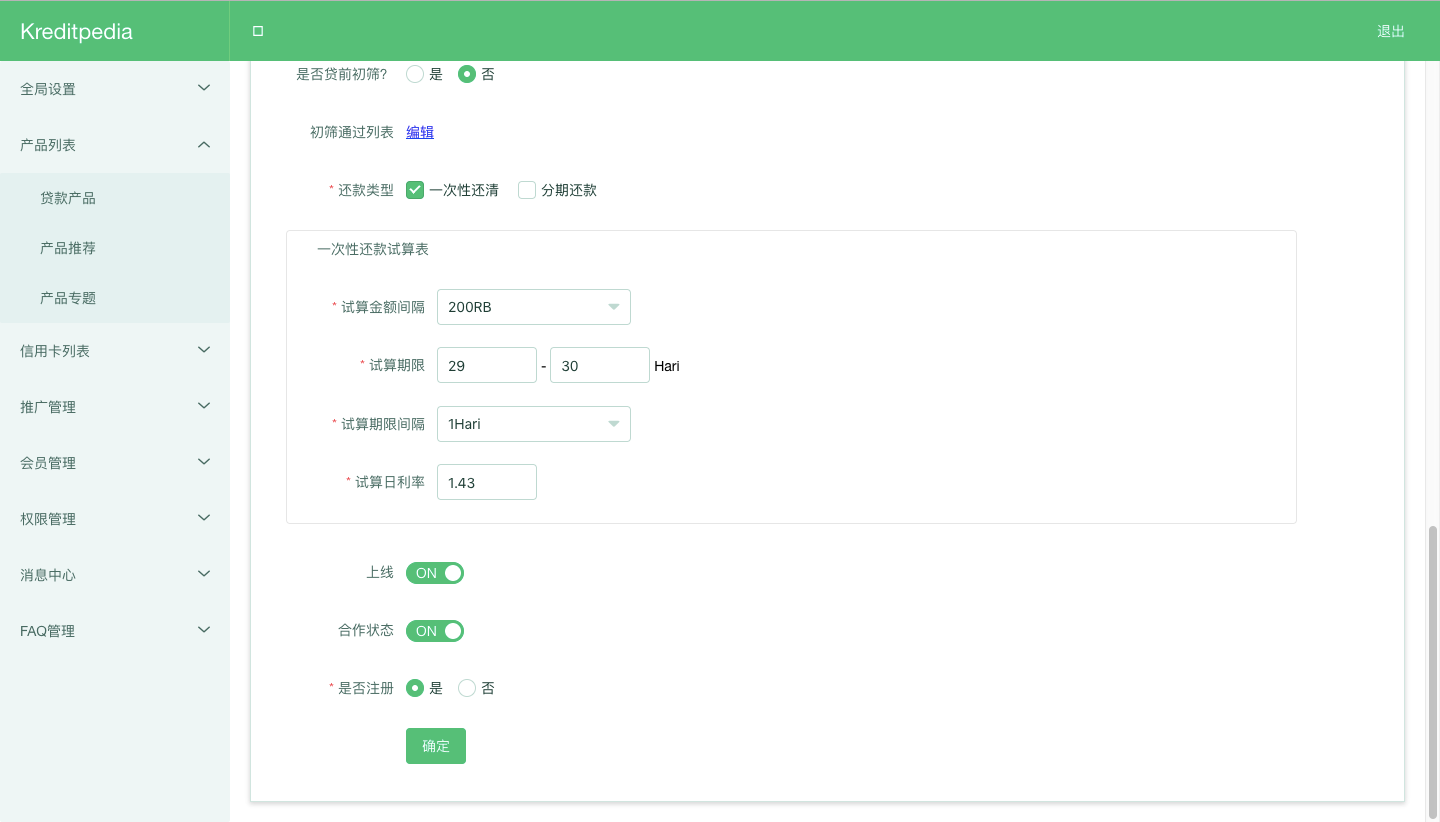 Kreditpedia
退出
全局设置
产品列表
贷款产品
产品推荐
产品专题
信用卡列表
推广管理
会员管理
权限管理
消息中心
FAQ管理
是否贷前初筛? 是 否
初筛通过列表 编辑
* 还款类型 一次性还清 分期还款
一次性还款试算表
* 试算金额间隔 200RB
* 试算期限 29 - 30 Hari
* 试算期限间隔 1Hari
* 试算日利率 1.43
上线 ON
合作状态 ON
* 是否注册 是 否
确定